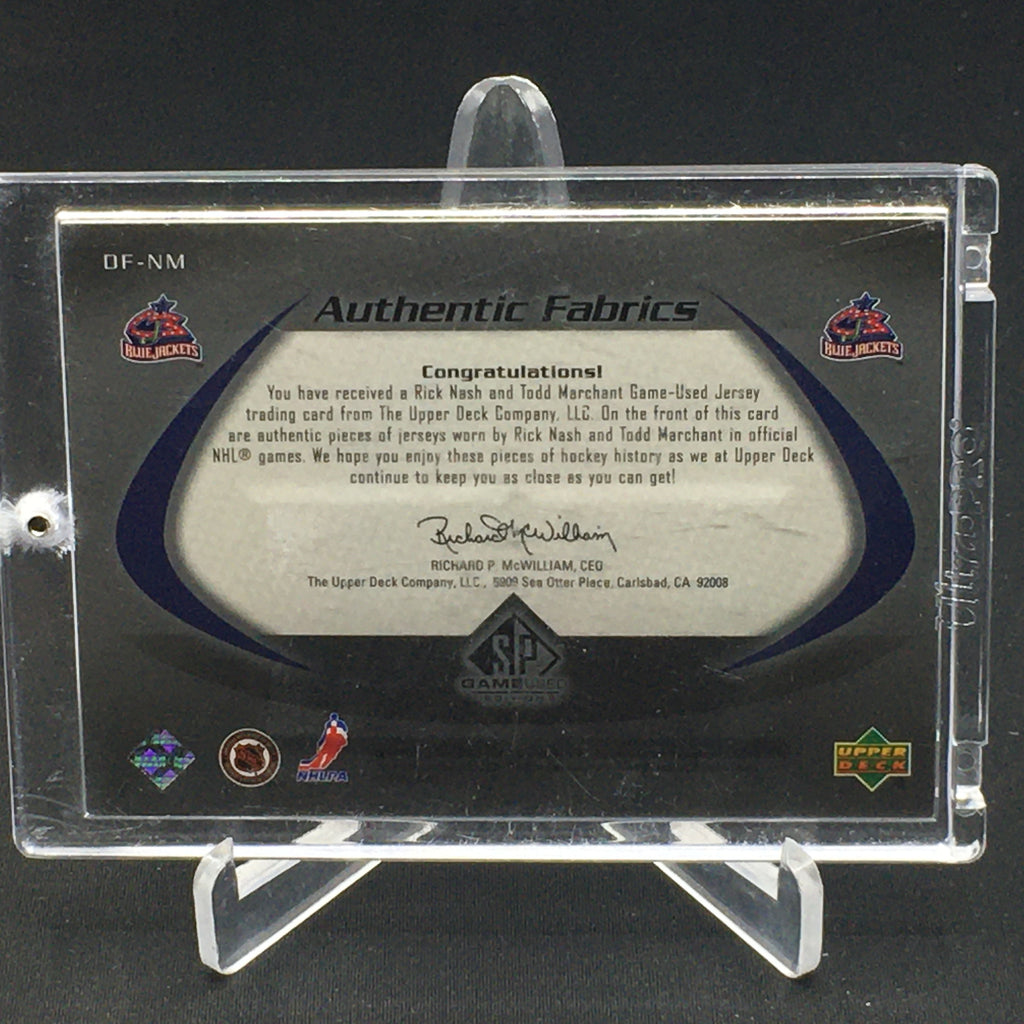 DF-NM
Authentic Fabrics
BLUE JACKETS
BLUE JACKETS
Congratulations!
You have received a Rick Nash and Todd Marchant Game-Used Jersey
trading card from The Upper Deck Company, LLC. On the front of this card
are authentic pieces of jerseys worn by Rick Nash and Todd Marchant in official
NHL® games. We hope you enjoy these pieces of hockey history as we at Upper Deck
continue to keep you as close as you can get!
Richard McWilliam
RICHARD P. McWILLIAM, CEO
The Upper Deck Company, LLC., 5909 Sea Otter Place, Carlsbad, CA 92008
SP
GAME USED
EDITION
NHLPA
UPPER
DECK